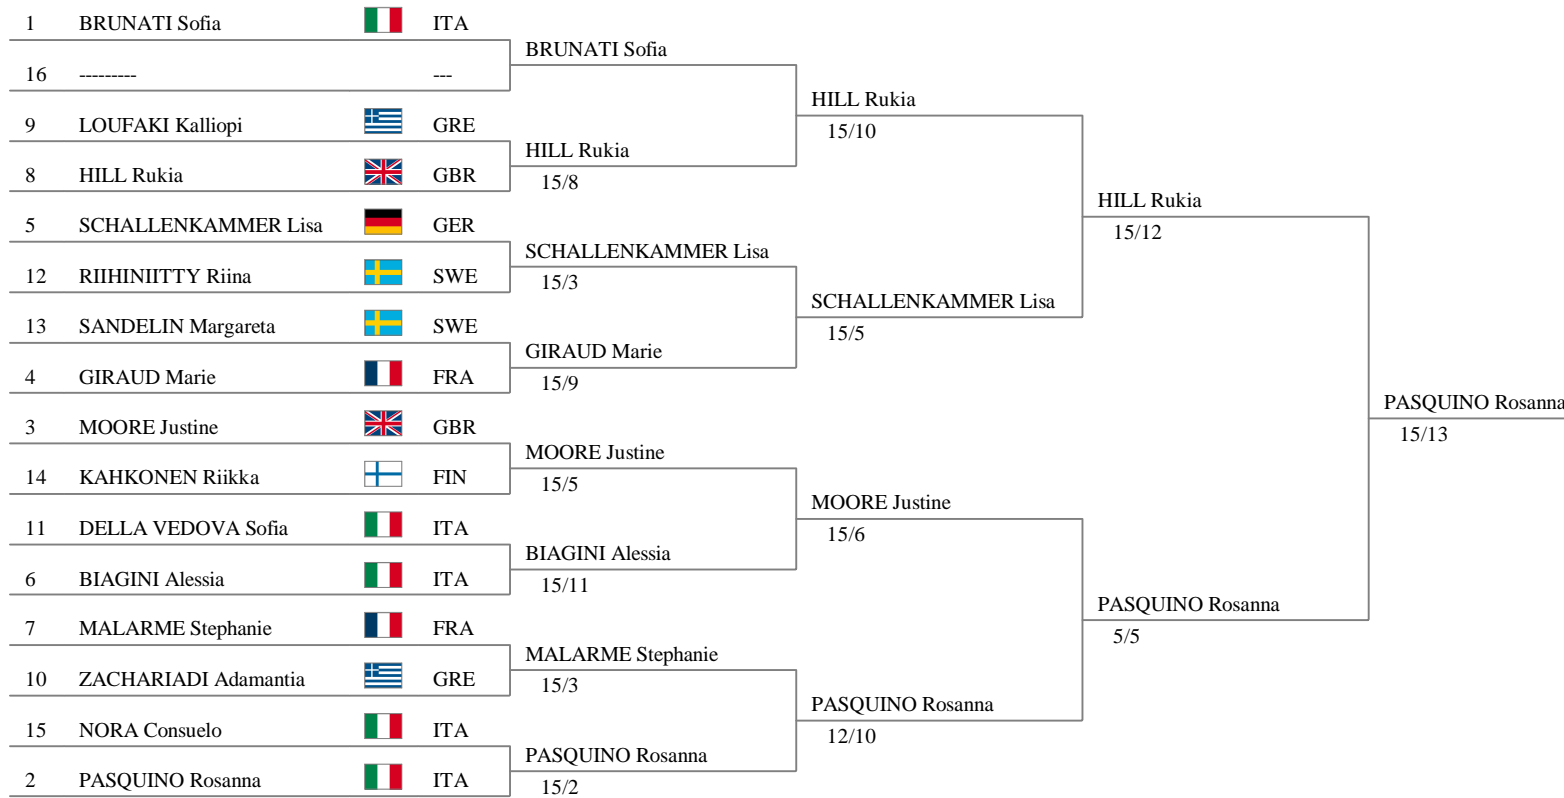 1 BRUNATI Sofia ITA
16 --------- ---
9 LOUFAKI Kalliopi GRE
8 HILL Rukia GBR
5 SCHALLENKAMMER Lisa GER
12 RIIHINIITTY Riina SWE
13 SANDELIN Margareta SWE
4 GIRAUD Marie FRA
3 MOORE Justine GBR
14 KAHKONEN Riikka FIN
11 DELLA VEDOVA Sofia ITA
6 BIAGINI Alessia ITA
7 MALARME Stephanie FRA
10 ZACHARIADI Adamantia GRE
15 NORA Consuelo ITA
2 PASQUINO Rosanna ITA
BRUNATI Sofia
HILL Rukia
15/8
SCHALLENKAMMER Lisa
15/3
GIRAUD Marie
15/9
MOORE Justine
15/5
BIAGINI Alessia
15/11
MALARME Stephanie
15/3
PASQUINO Rosanna
15/2
HILL Rukia
15/10
SCHALLENKAMMER Lisa
15/5
MOORE Justine
15/6
PASQUINO Rosanna
12/10
HILL Rukia
15/12
PASQUINO Rosanna
5/5
PASQUINO Rosanna
15/13